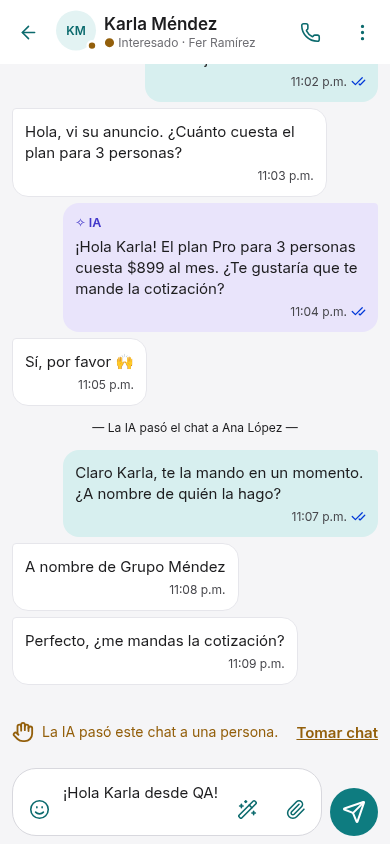 KM
Karla Méndez
Interesado · Fer Ramírez
11:02 p.m.
Hola, vi su anuncio. ¿Cuánto cuesta el
plan para 3 personas?
11:03 p.m.
IA
¡Hola Karla! El plan Pro para 3 personas
cuesta $899 al mes. ¿Te gustaría que te
mande la cotización?
11:04 p.m.
Sí, por favor 🙌
11:05 p.m.
— La IA pasó el chat a Ana López —
Claro Karla, te la mando en un momento.
¿A nombre de quién la hago?
11:07 p.m.
A nombre de Grupo Méndez
11:08 p.m.
Perfecto, ¿me mandas la cotización?
11:09 p.m.
La IA pasó este chat a una persona. Tomar chat
¡Hola Karla desde QA!